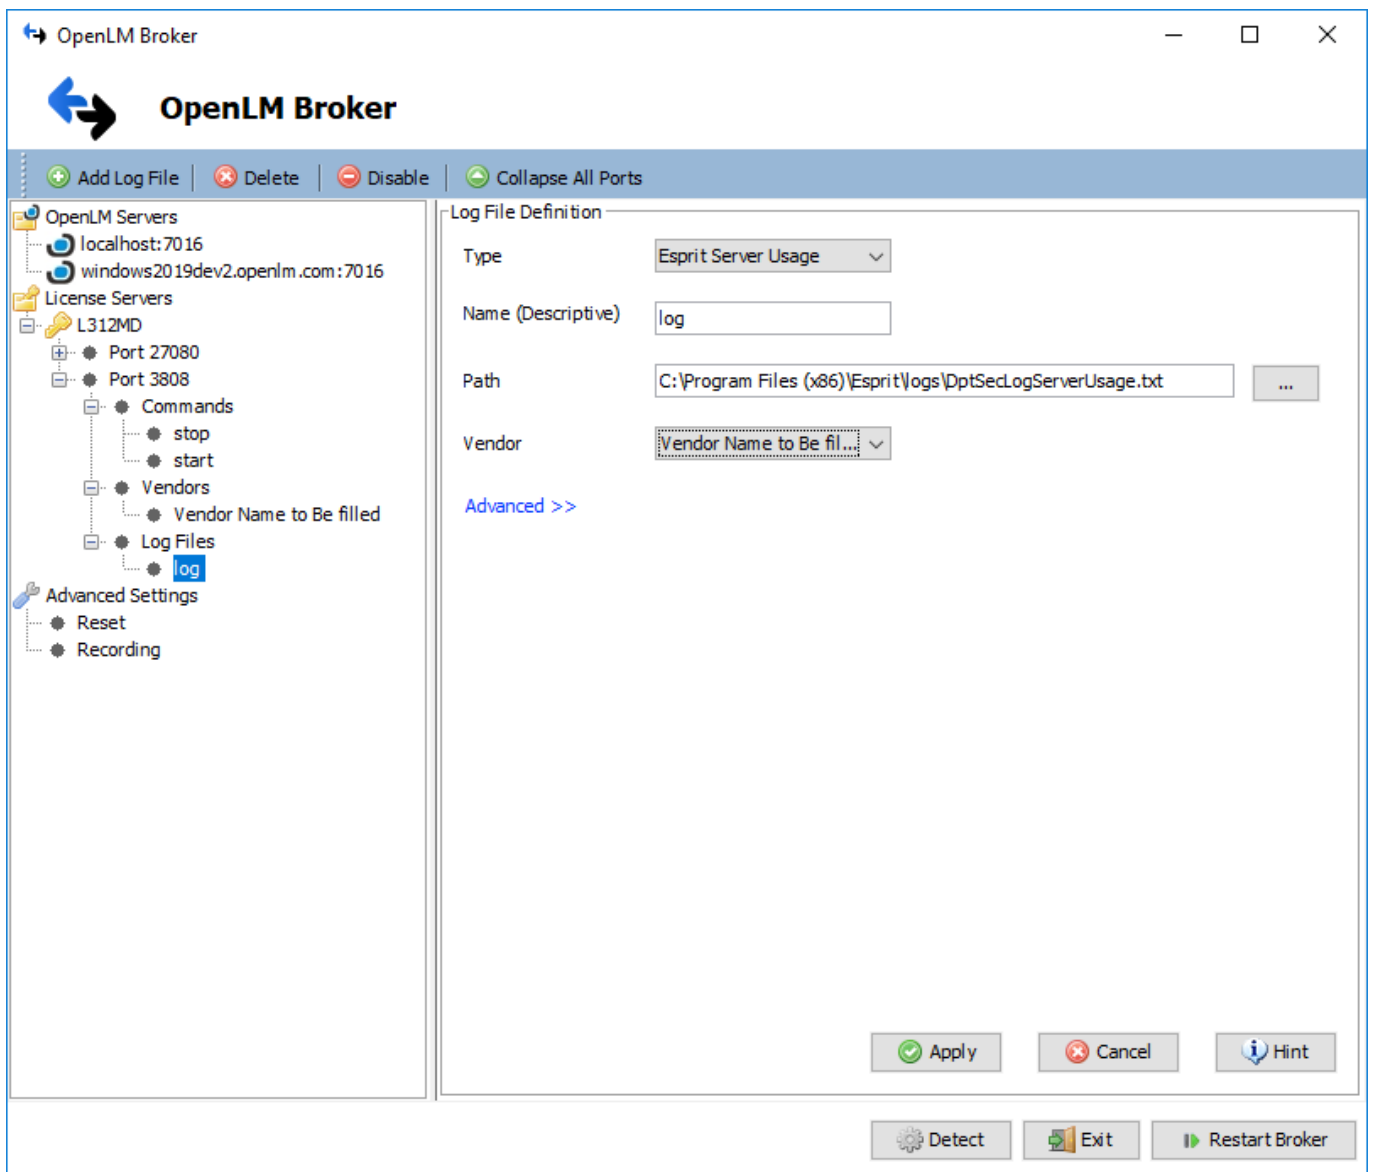 OpenLM Broker
OpenLM Broker
Add Log File
Delete
Disable
Collapse All Ports
OpenLM Servers
localhost:7016
windows2019dev2.openlm.com:7016
License Servers
L312MD
Port 27080
Port 3808
Commands
stop
start
Vendors
Vendor Name to Be filled
Log Files
log
Advanced Settings
Reset
Recording
Log File Definition
Type
Esprit Server Usage
Name (Descriptive)
log
Path
C:\Program Files (x86)\Esprit\logs\DptSecLogServerUsage.txt
...
Vendor
Vendor Name to Be fil...
Advanced >>
Apply
Cancel
Hint
Detect
Exit
Restart Broker